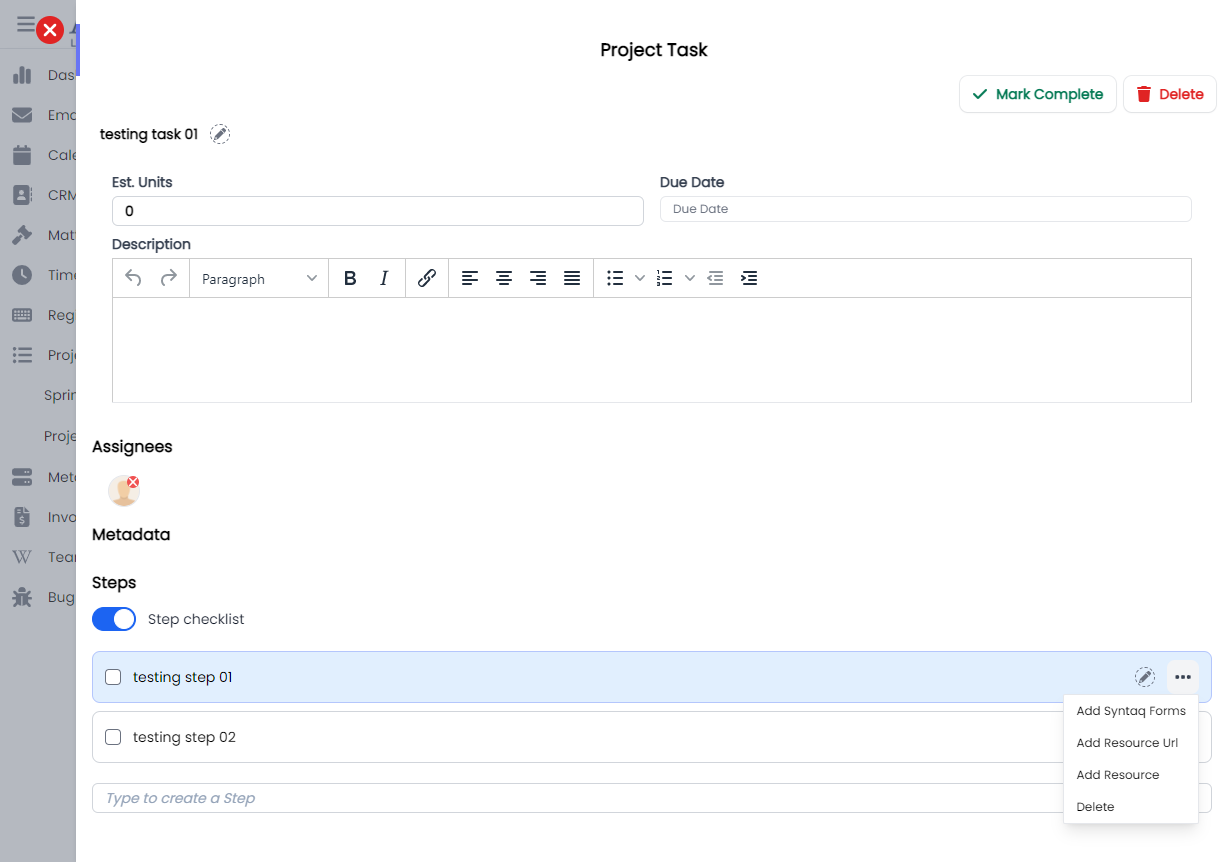 Project Task
Mark Complete
Delete
testing task 01
Est. Units
Due Date
0
Due Date
Description
Paragraph
B
I
Assignees
Metadata
Steps
Step checklist
testing step 01
Add Syntaq Forms
testing step 02
Add Resource Url
Add Resource
Type to create a Step
Delete
Das
Ema
Cale
CRM
Matt
Time
Reg
Proje
Sprin
Proje
Meta
Invo
Tear
Bug